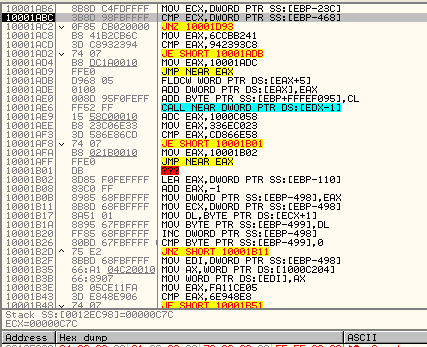 10001AB6 8B8D C4FDFFFF MOV ECX,DWORD PTR SS:[EBP-23C]
10001ABC 3B8D 98FBFFFF CMP ECX,DWORD PTR SS:[EBP-468]
10001AC2 0F85 CB020000 JNZ 10001D93
10001AC8 B8 41B2CB6C MOV EAX,6CCBB241
10001ACD 3D C8932394 CMP EAX,942393C8
10001AD2 74 07 JE SHORT 10001ADB
10001AD4 B8 DC1A0010 MOV EAX,10001ADC
10001AD9 FFE0 JMP NEAR EAX
10001ADB D968 05 FLDCW WORD PTR DS:[EAX+5]
10001ADE 0100 ADD DWORD PTR DS:[EAX],EAX
10001AE0 008D 95F0FEFF ADD BYTE PTR SS:[EBP+FFFEF095],CL
10001AE6 FF52 FF CALL NEAR DWORD PTR DS:[EDX-1]
10001AE9 15 58C00010 ADC EAX,1000C058
10001AEE B8 23C06E33 MOV EAX,336EC023
10001AF3 3D 586E86CD CMP EAX,CD866E58
10001AF8 74 07 JE SHORT 10001B01
10001AFA B8 021B0010 MOV EAX,10001B02
10001AFF FFE0 JMP NEAR EAX
10001B01 DB ???
10001B02 8D85 F0FEFFFF LEA EAX,DWORD PTR SS:[EBP-110]
10001B08 83C0 FF ADD EAX,-1
10001B0B 8985 68FBFFFF MOV DWORD PTR SS:[EBP-498],EAX
10001B11 8B8D 68FBFFFF MOV ECX,DWORD PTR SS:[EBP-498]
10001B17 8A51 01 MOV DL,BYTE PTR DS:[ECX+1]
10001B1A 8895 67FBFFFF MOV BYTE PTR SS:[EBP-499],DL
10001B20 FF85 68FBFFFF INC DWORD PTR SS:[EBP-498]
10001B26 80BD 67FBFFFF CMP BYTE PTR SS:[EBP-499],0
10001B2D 75 E2 JNZ SHORT 10001B11
10001B2F 8BBD 68FBFFFF MOV EDI,DWORD PTR SS:[EBP-498]
10001B35 66:A1 04C20010 MOV AX,WORD PTR DS:[1000C204]
10001B3B 66:8907 MOV WORD PTR DS:[EDI],AX
10001B3E B8 05CE11FA MOV EAX,FA11CE05
10001B43 3D E848E906 CMP EAX,6E948E8
10001B48 74 07 JE SHORT 10001B51
Stack SS:[0012EC98]=00000C7C
ECX=00000C7C
Address Hex dump ASCII